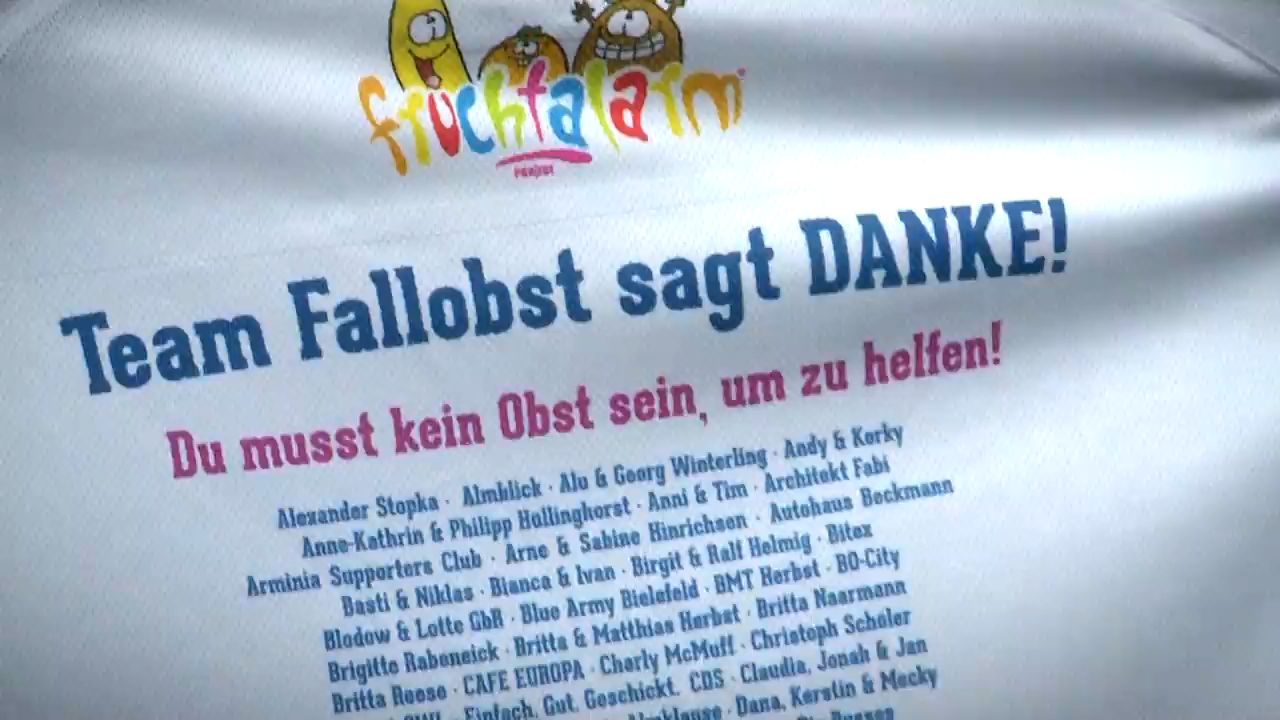 fruchtalarm
Team Fallobst sagt DANKE!
Du musst kein Obst sein, um zu helfen!
Alexander Stopka · Almblick · Alu & Georg Winterling · Andy & Korky
Anne-Kathrin & Philipp Hollinghorst · Anni & Tim · Architekt Fabi
Arminia Supporters Club · Arne & Sabine Hinrichsen · Autohaus Beckmann
Basti & Niklas · Bianca & Ivan · Birgit & Ralf Helmig · Bitex
Blodow & Lotte GbR · Blue Army Bielefeld · BMT Herbst · BO-City
Brigitte Rabeneick · Britta & Matthias Herbst · Britta Naarmann
Britta Reese · CAFE EUROPA · Charly McMuff · Christoph Schöler
Einfach. Gut. Geschickt. CDS · Claudia, Jonah & Jan
Dana, Kerstin & Mecky